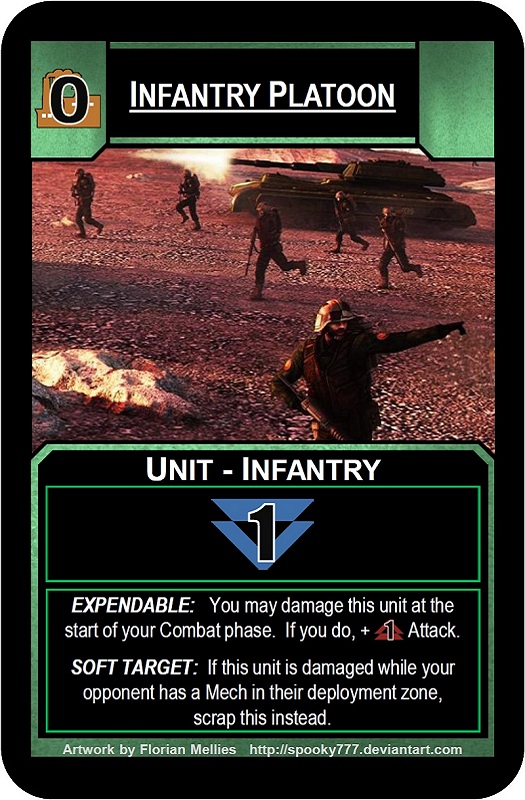 0
INFANTRY PLATOON
UNIT - INFANTRY
1
EXPENDABLE: You may damage this unit at the
start of your Combat phase. If you do, + 1 Attack.
SOFT TARGET: If this unit is damaged while your
opponent has a Mech in their deployment zone,
scrap this instead.
Artwork by Florian Mellies http://spooky777.deviantart.com